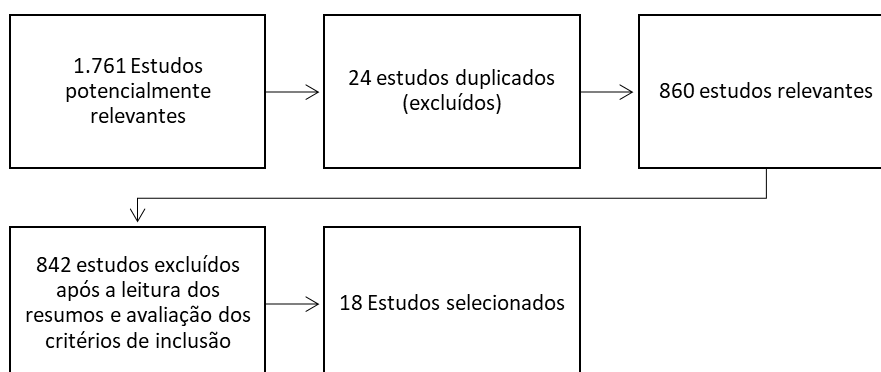 1.761 Estudos
potencialmente
relevantes
24 estudos duplicados
(excluídos)
860 estudos relevantes
842 estudos excluídos
após a leitura dos
resumos e avaliação dos
critérios de inclusão
18 Estudos selecionados